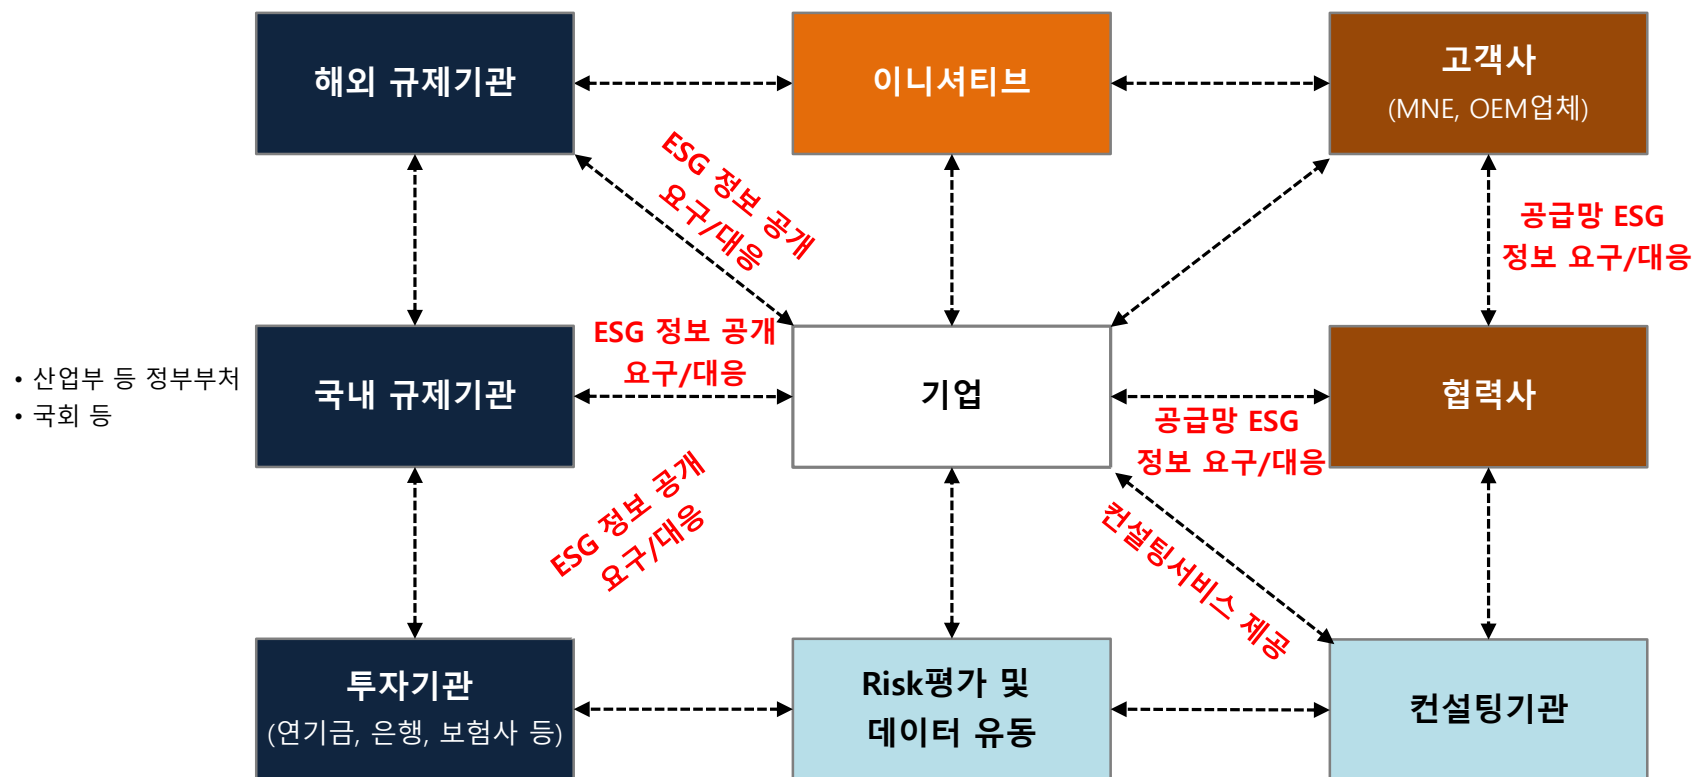 해외 규제기관
이니셔티브
고객사
(MNE, OEM업체)
ESG 정보 공개
요구/대응
공급망 ESG
정보 요구/대응
ESG 정보 공개
요구/대응
• 산업부 등 정부부처
• 국회 등
국내 규제기관
기업
협력사
공급망 ESG
정보 요구/대응
ESG 정보 공개
요구/대응
컨설팅서비스 제공
투자기관
(연기금, 은행, 보험사 등)
Risk평가 및
데이터 유동
컨설팅기관